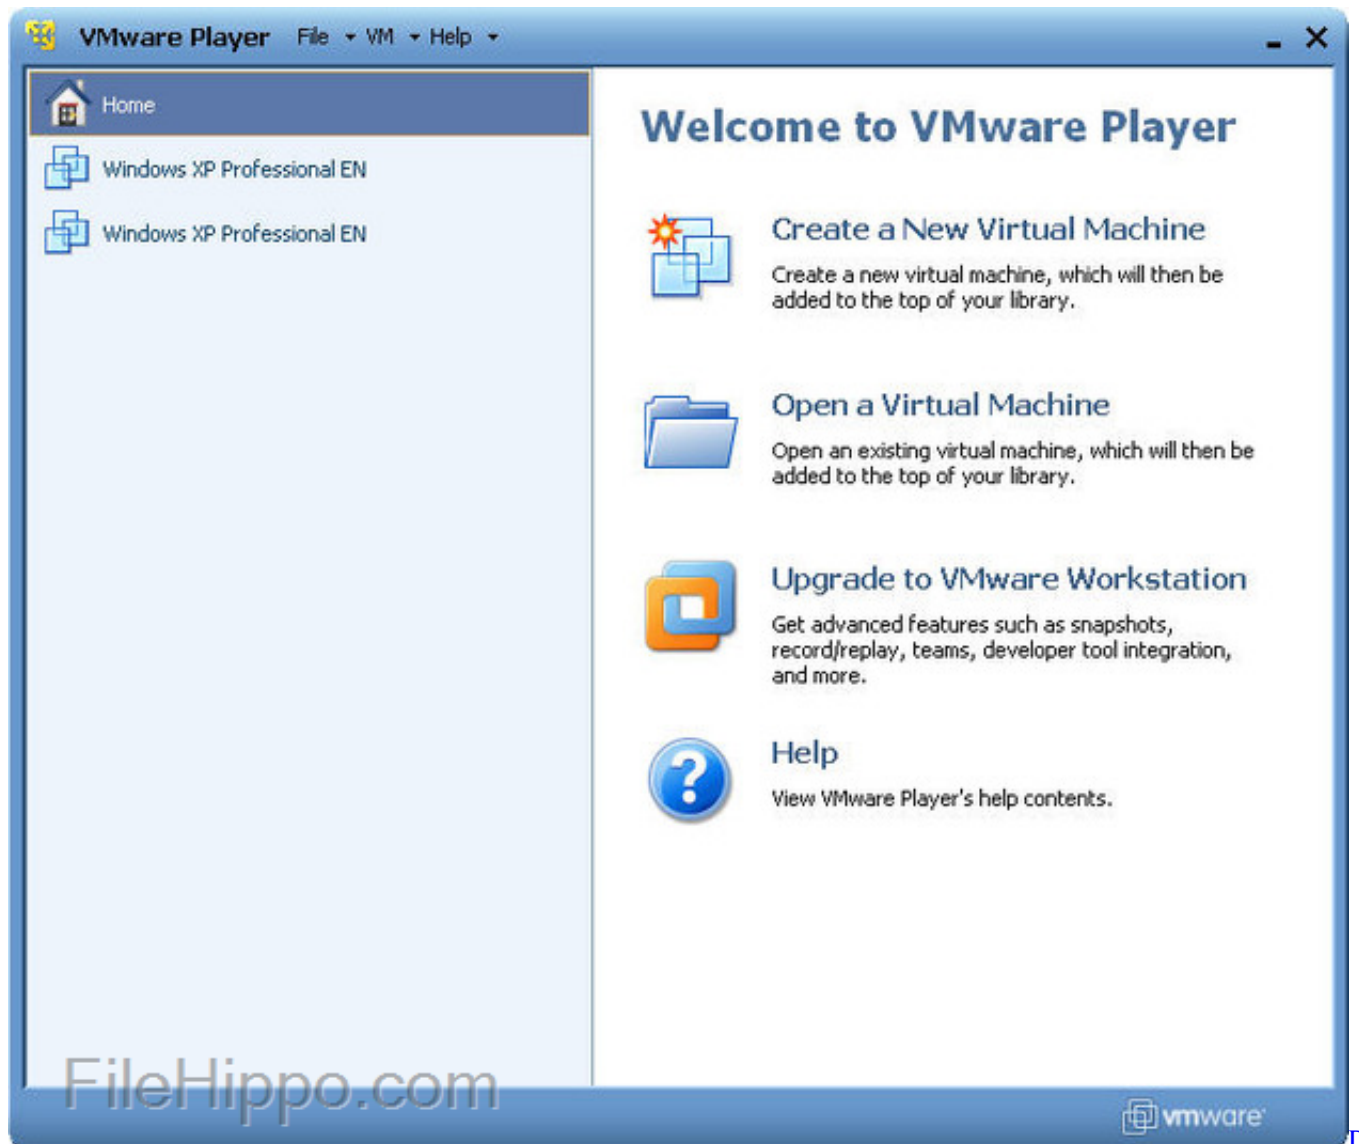 VMware Player File VM Help
Home
Windows XP Professional EN
Windows XP Professional EN
Welcome to VMware Player
Create a New Virtual Machine
Create a new virtual machine, which will then be
added to the top of your library.
Open a Virtual Machine
Open an existing virtual machine, which will then be
added to the top of your library.
Upgrade to VMware Workstation
Get advanced features such as snapshots,
record/replay, teams, developer tool integration,
and more.
Help
View VMware Player's help contents.
FileHippo.com
vmware